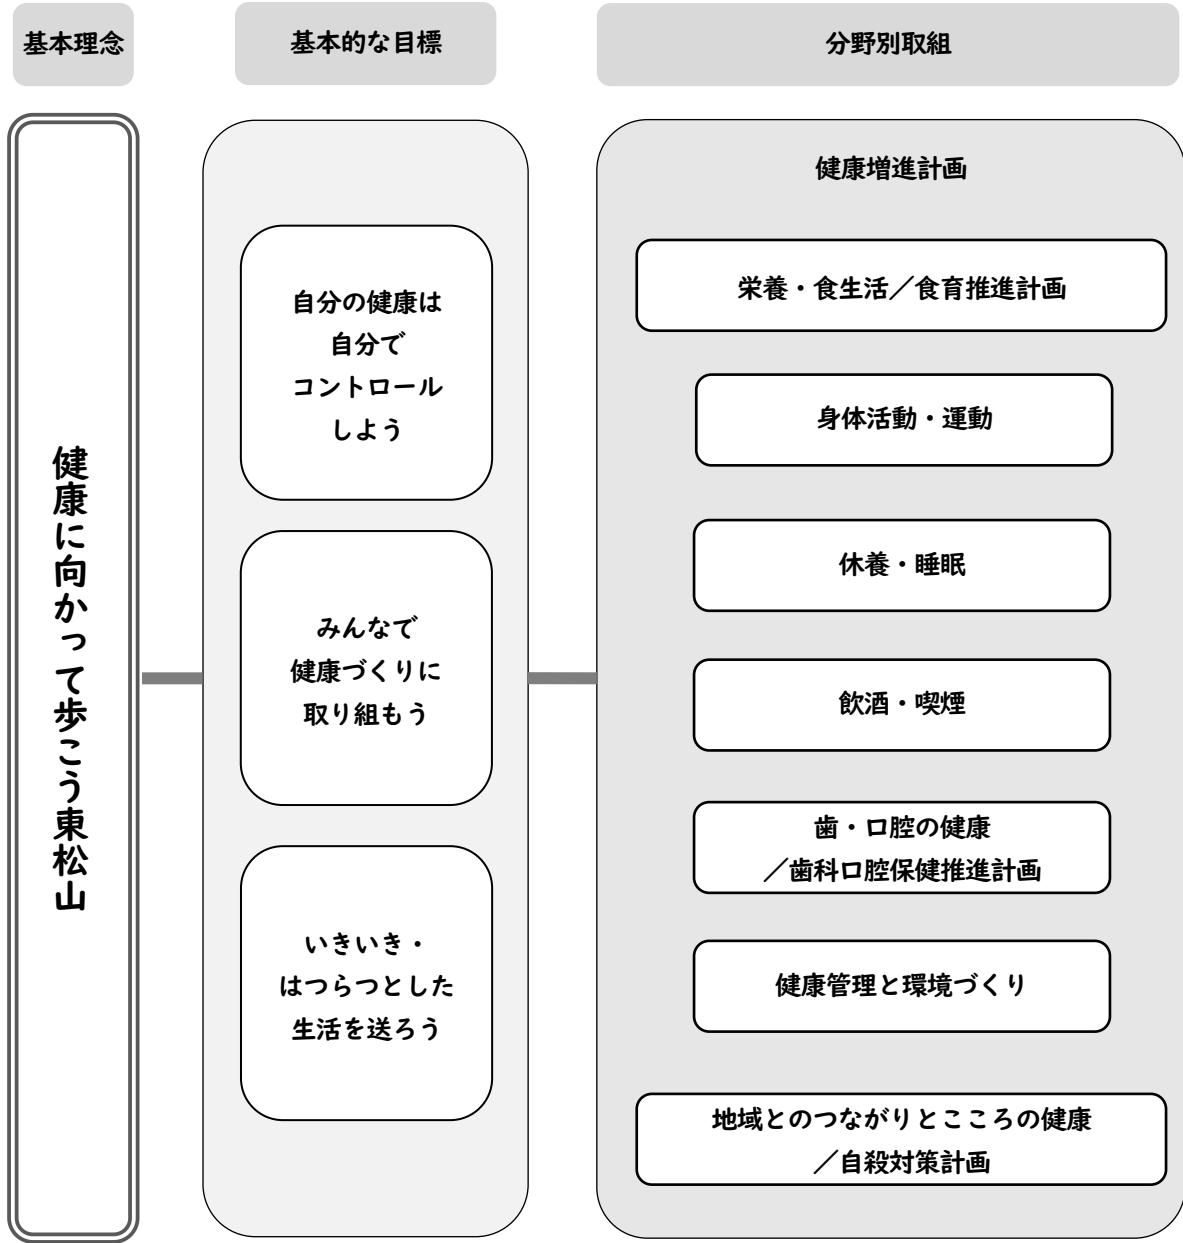 基本理念
基本的な目標
分野別取組
健康に向かって歩こう東松山
自分の健康は
自分で
コントロール
しよう
みんなで
健康づくりに
取り組もう
いきいき・
はつらつとした
生活を送ろう
健康増進計画
栄養・食生活／食育推進計画
身体活動・運動
休養・睡眠
飲酒・喫煙
歯・口腔の健康
／歯科口腔保健推進計画
健康管理と環境づくり
地域とのつながりとこころの健康
／自殺対策計画